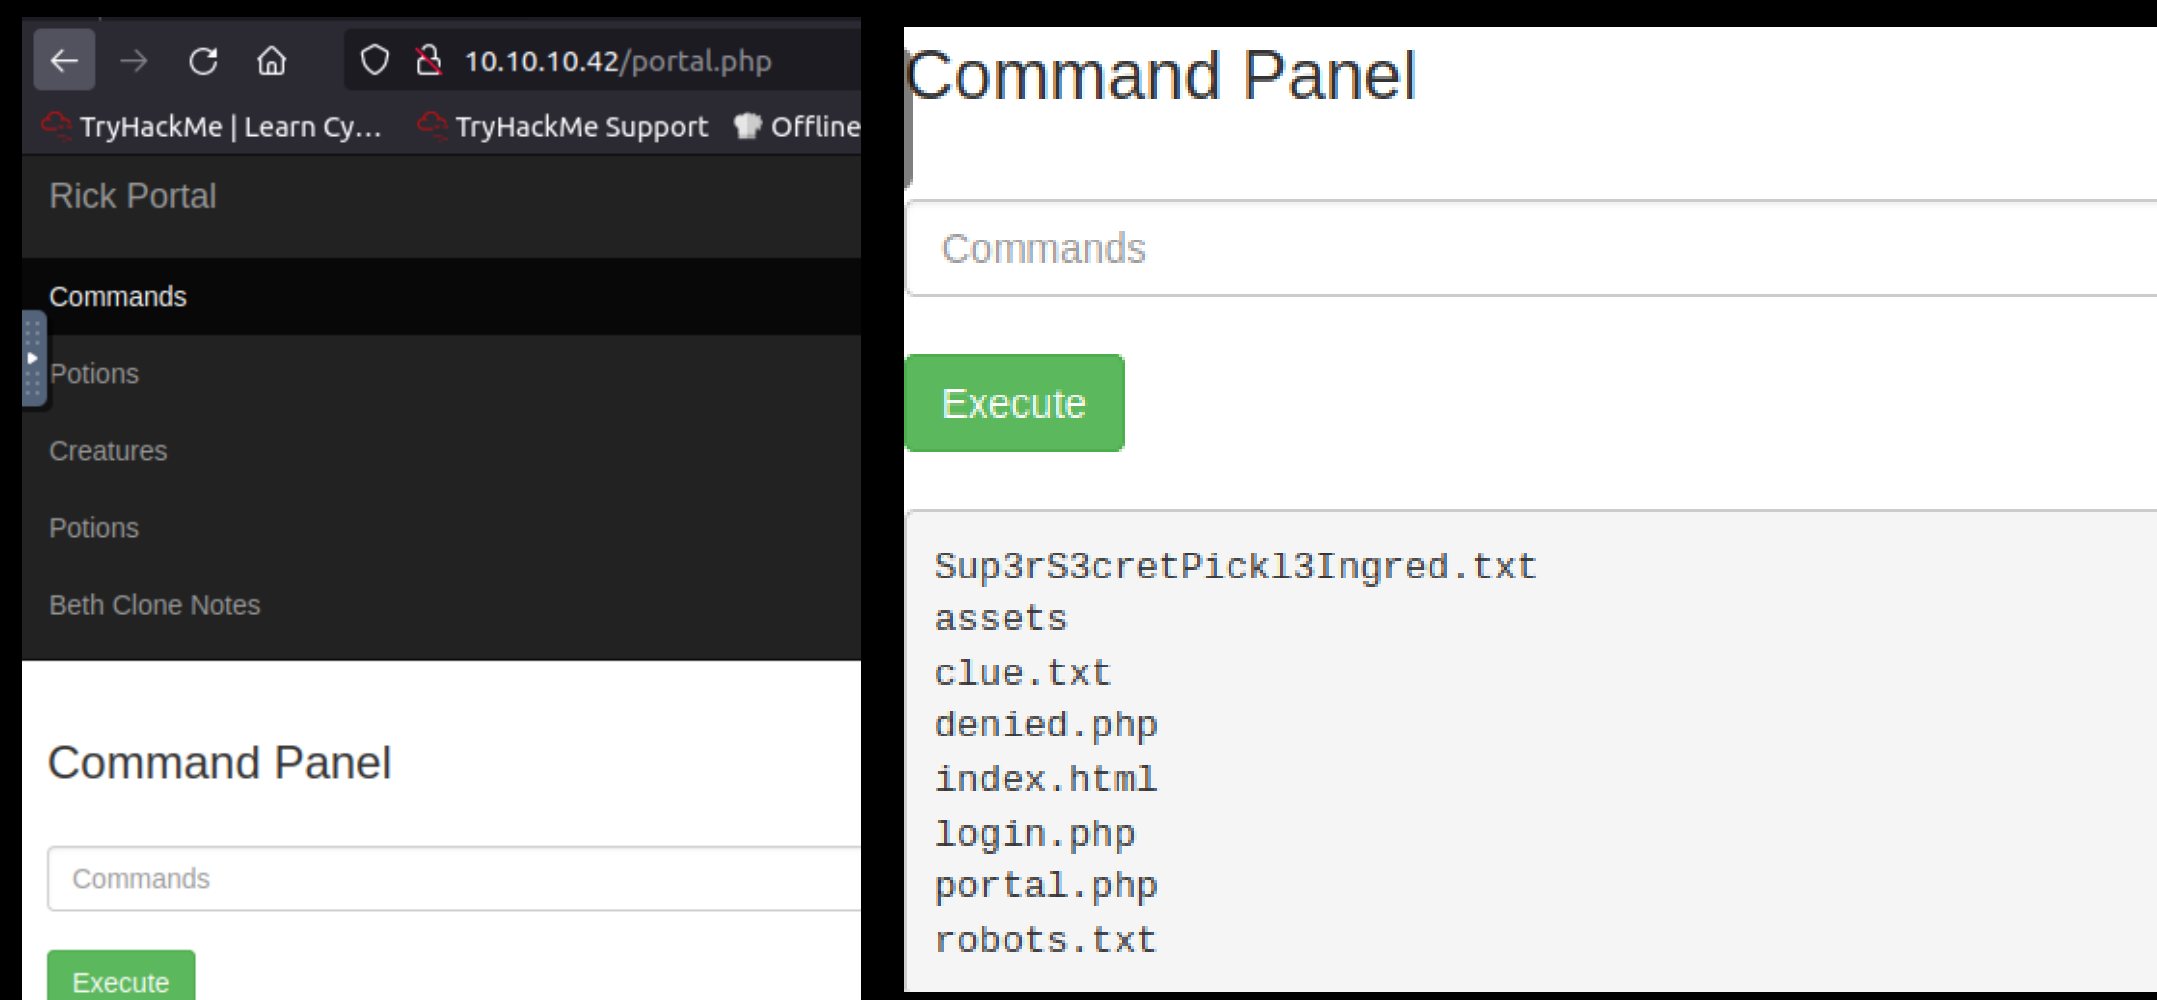 10.10.10.42/portal.php
TryHackMe | Learn Cy... TryHackMe Support Offline
Rick Portal
Commands
Potions
Creatures
Potions
Beth Clone Notes
Command Panel
Commands
Execute
Command Panel
Commands
Execute
Sup3rS3cretPickl3Ingred.txt
assets
clue.txt
denied.php
index.html
login.php
portal.php
robots.txt